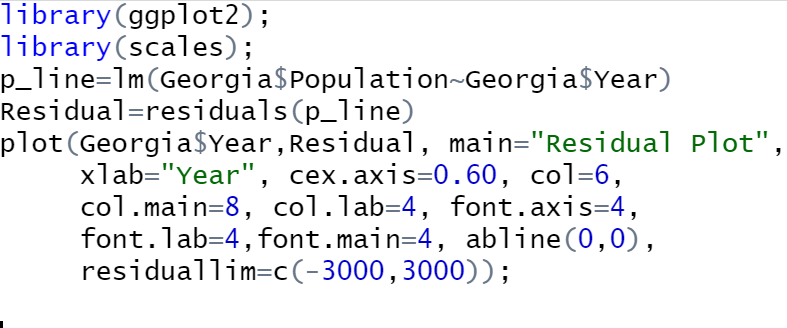 library(ggplot2);
library(scales);
p_line=lm(Georgia$Population~Georgia$Year)
Residual=residuals(p_line)
plot(Georgia$Year,Residual, main="Residual Plot",
     xlab="Year", cex.axis=0.60, col=6,
     col.main=8, col.lab=4, font.axis=4,
     font.lab=4,font.main=4, abline(0,0),
     residuallim=c(-3000,3000));